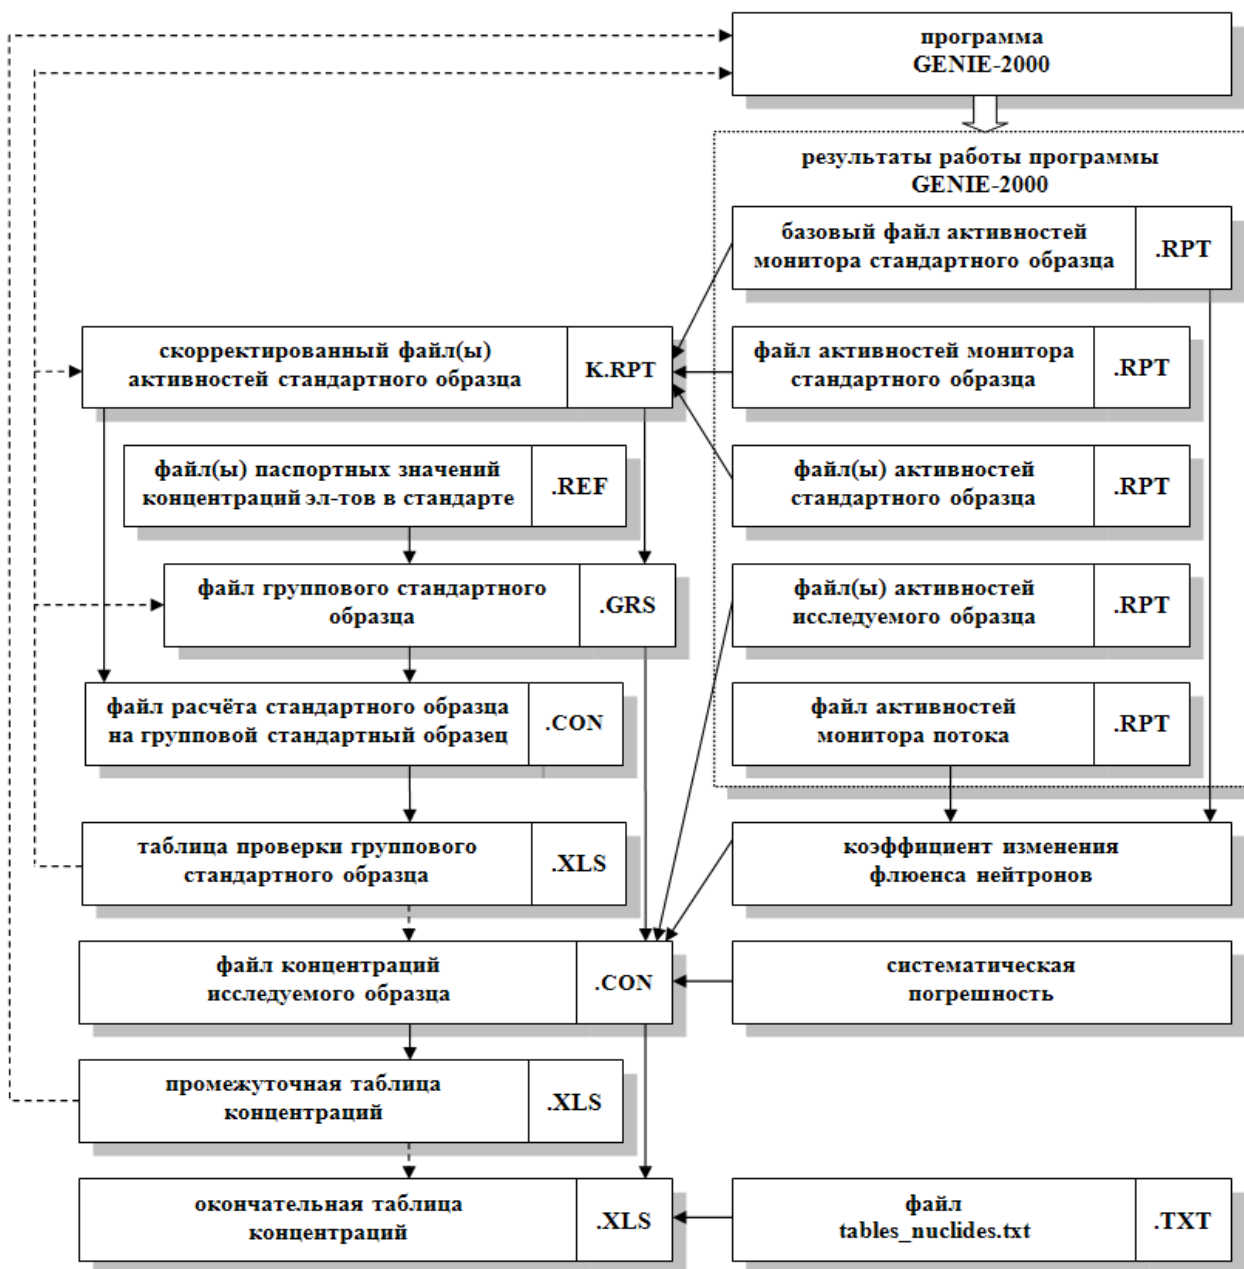 программа
GENIE-2000
результаты работы программы
GENIE-2000
базовый файл активностей
монитора стандартного образца
.RPT
скорректированный файл(ы)
активностей стандартного образца
K.RPT
файл активностей монитора
стандартного образца
.RPT
файл(ы) паспортных значений
концентраций эл-тов в стандарте
.REF
файл(ы) активностей
стандартного образца
.RPT
файл группового стандартного
образца
.GRS
файл(ы) активностей
исследуемого образца
.RPT
файл расчёта стандартного образца
на групповой стандартный образец
.CON
файл активностей
монитора потока
.RPT
таблица проверки группового
стандартного образца
.XLS
коэффициент изменения
флюенса нейтронов
файл концентраций
исследуемого образца
.CON
систематическая
погрешность
промежуточная таблица
концентраций
.XLS
окончательная таблица
концентраций
.XLS
файл
tables_nuclides.txt
.TXT